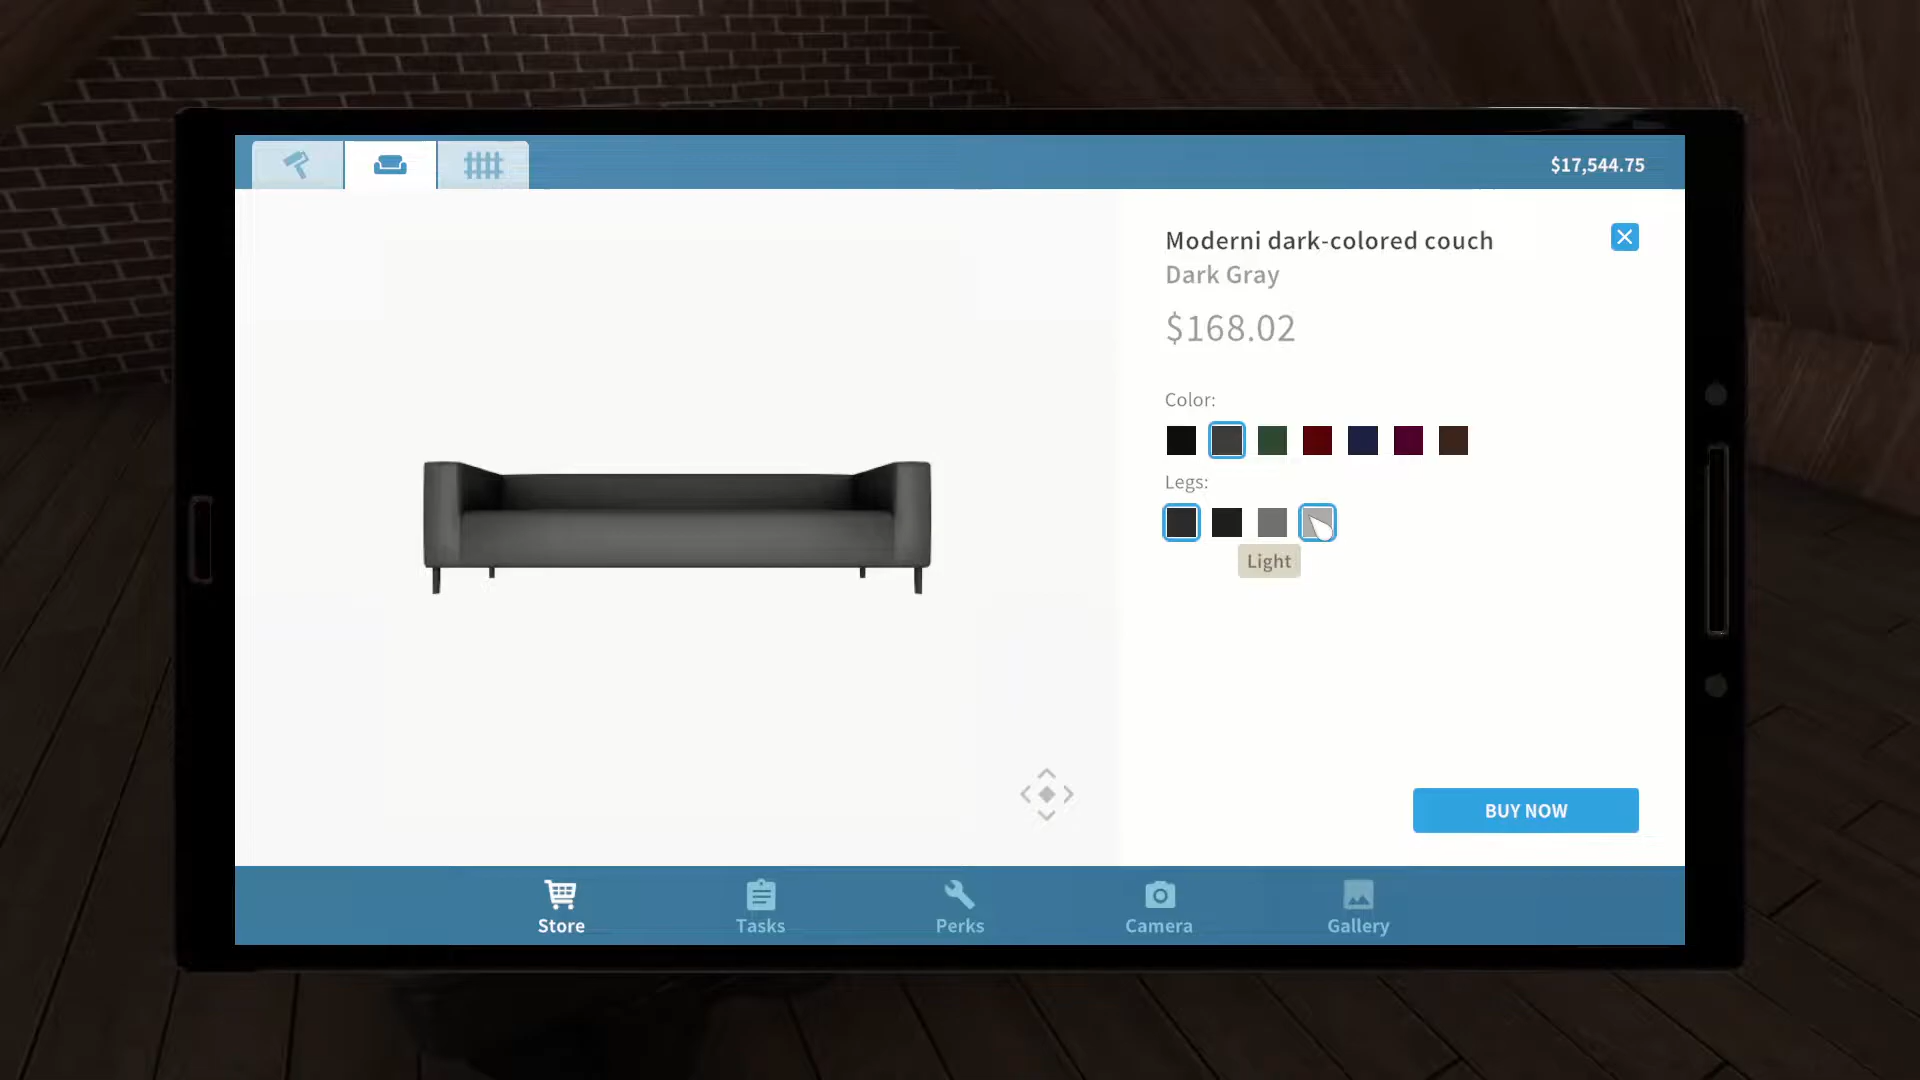 $17,544.75
Moderni dark-colored couch
Dark Gray
$168.02
Color:
Legs:
Light
BUY NOW
Store
Tasks
Perks
Camera
Gallery